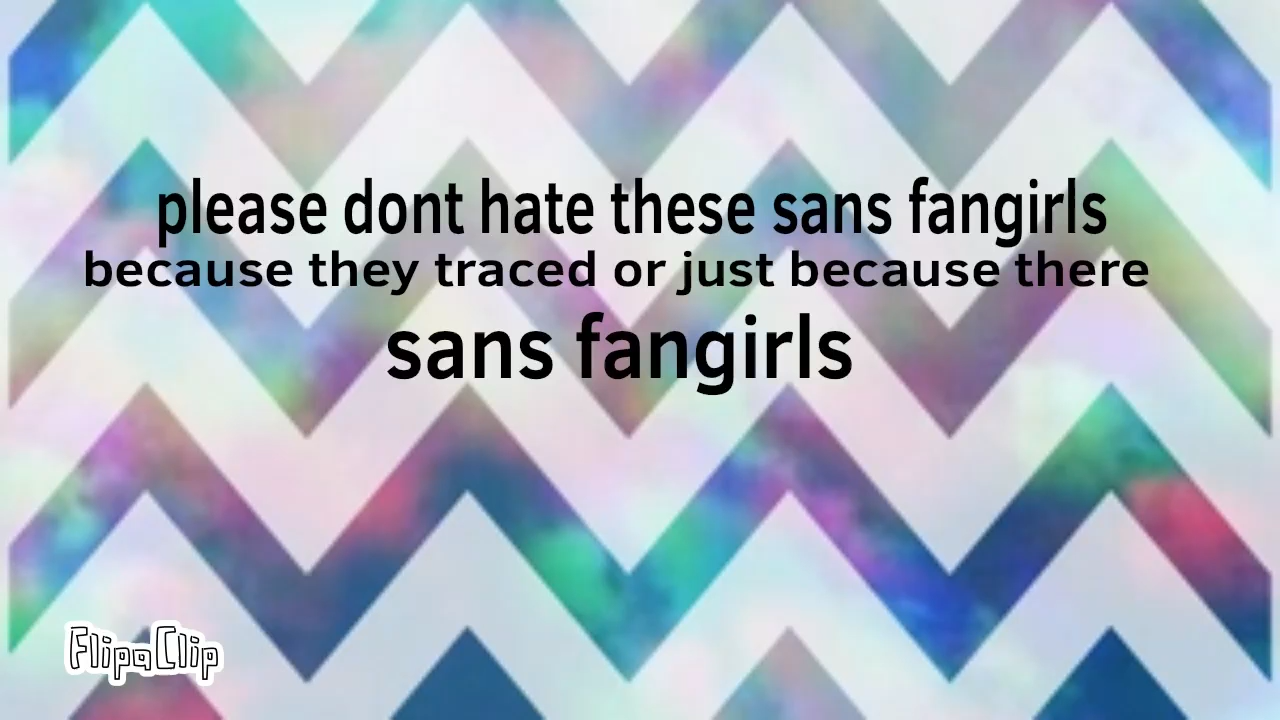 please dont hate these sans fangirls
because they traced or just because there
sans fangirls
FlipaClip